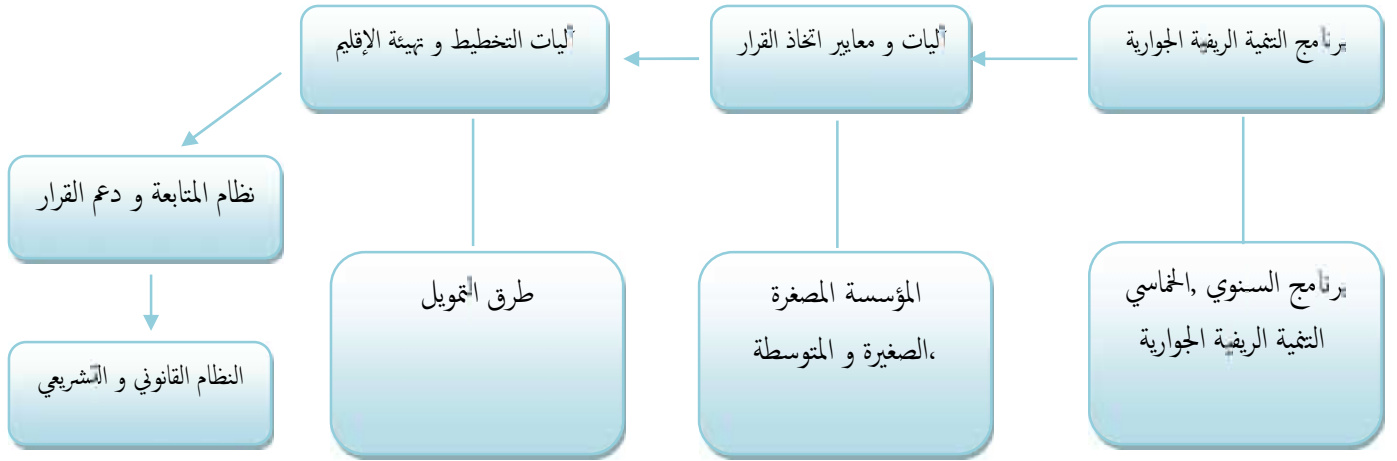 برنامج التنمية الريفية الجوارية
آليات و معايير اتخاذ القرار
آليات التخطيط و تهيئة الإقليم
نظام المتابعة و دعم القرار
النظام القانوني و التشريعي
برنامج السنوي ,الخماسي
التنمية الريفية الجوارية
المؤسسة المصغرة
،الصغيرة و المتوسطة
طرق التمويل